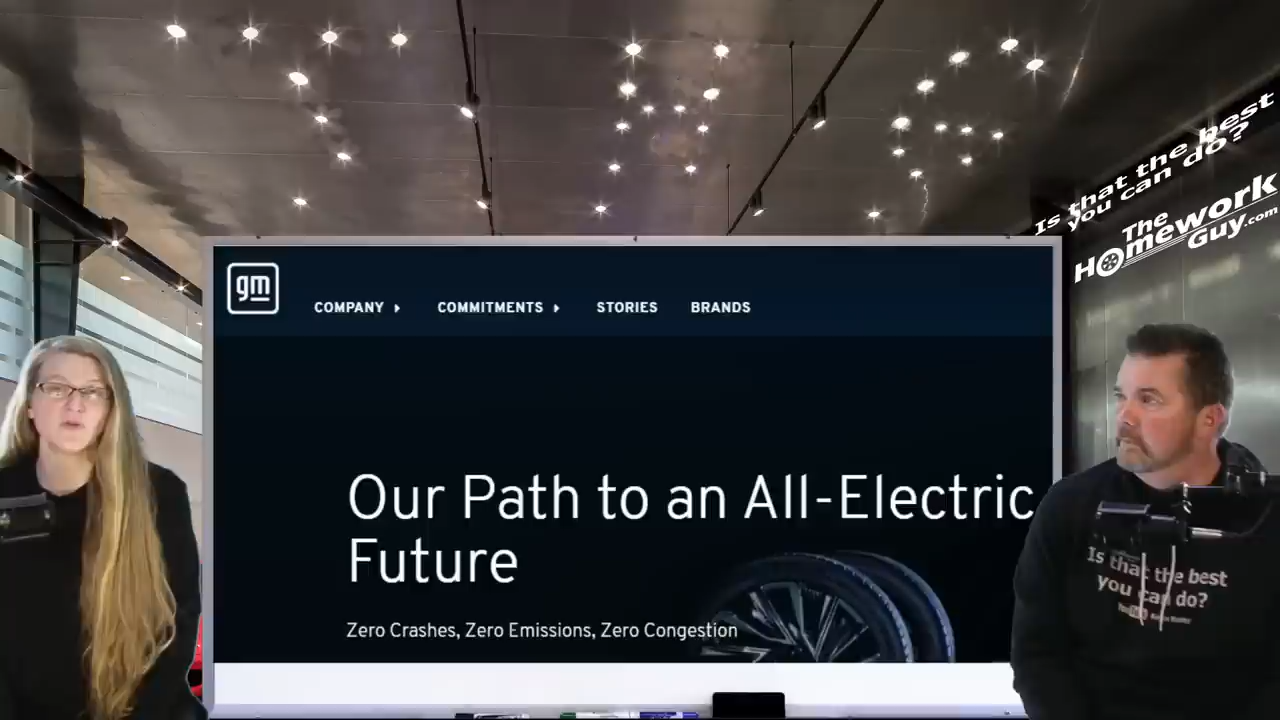 Is that the best
you can do?
The
Homework
Guy.com
gm
COMPANY
COMMITMENTS
STORIES
BRANDS
Our Path to an All-Electric
Future
Zero Crashes, Zero Emissions, Zero Congestion
Is that the best
you can do?